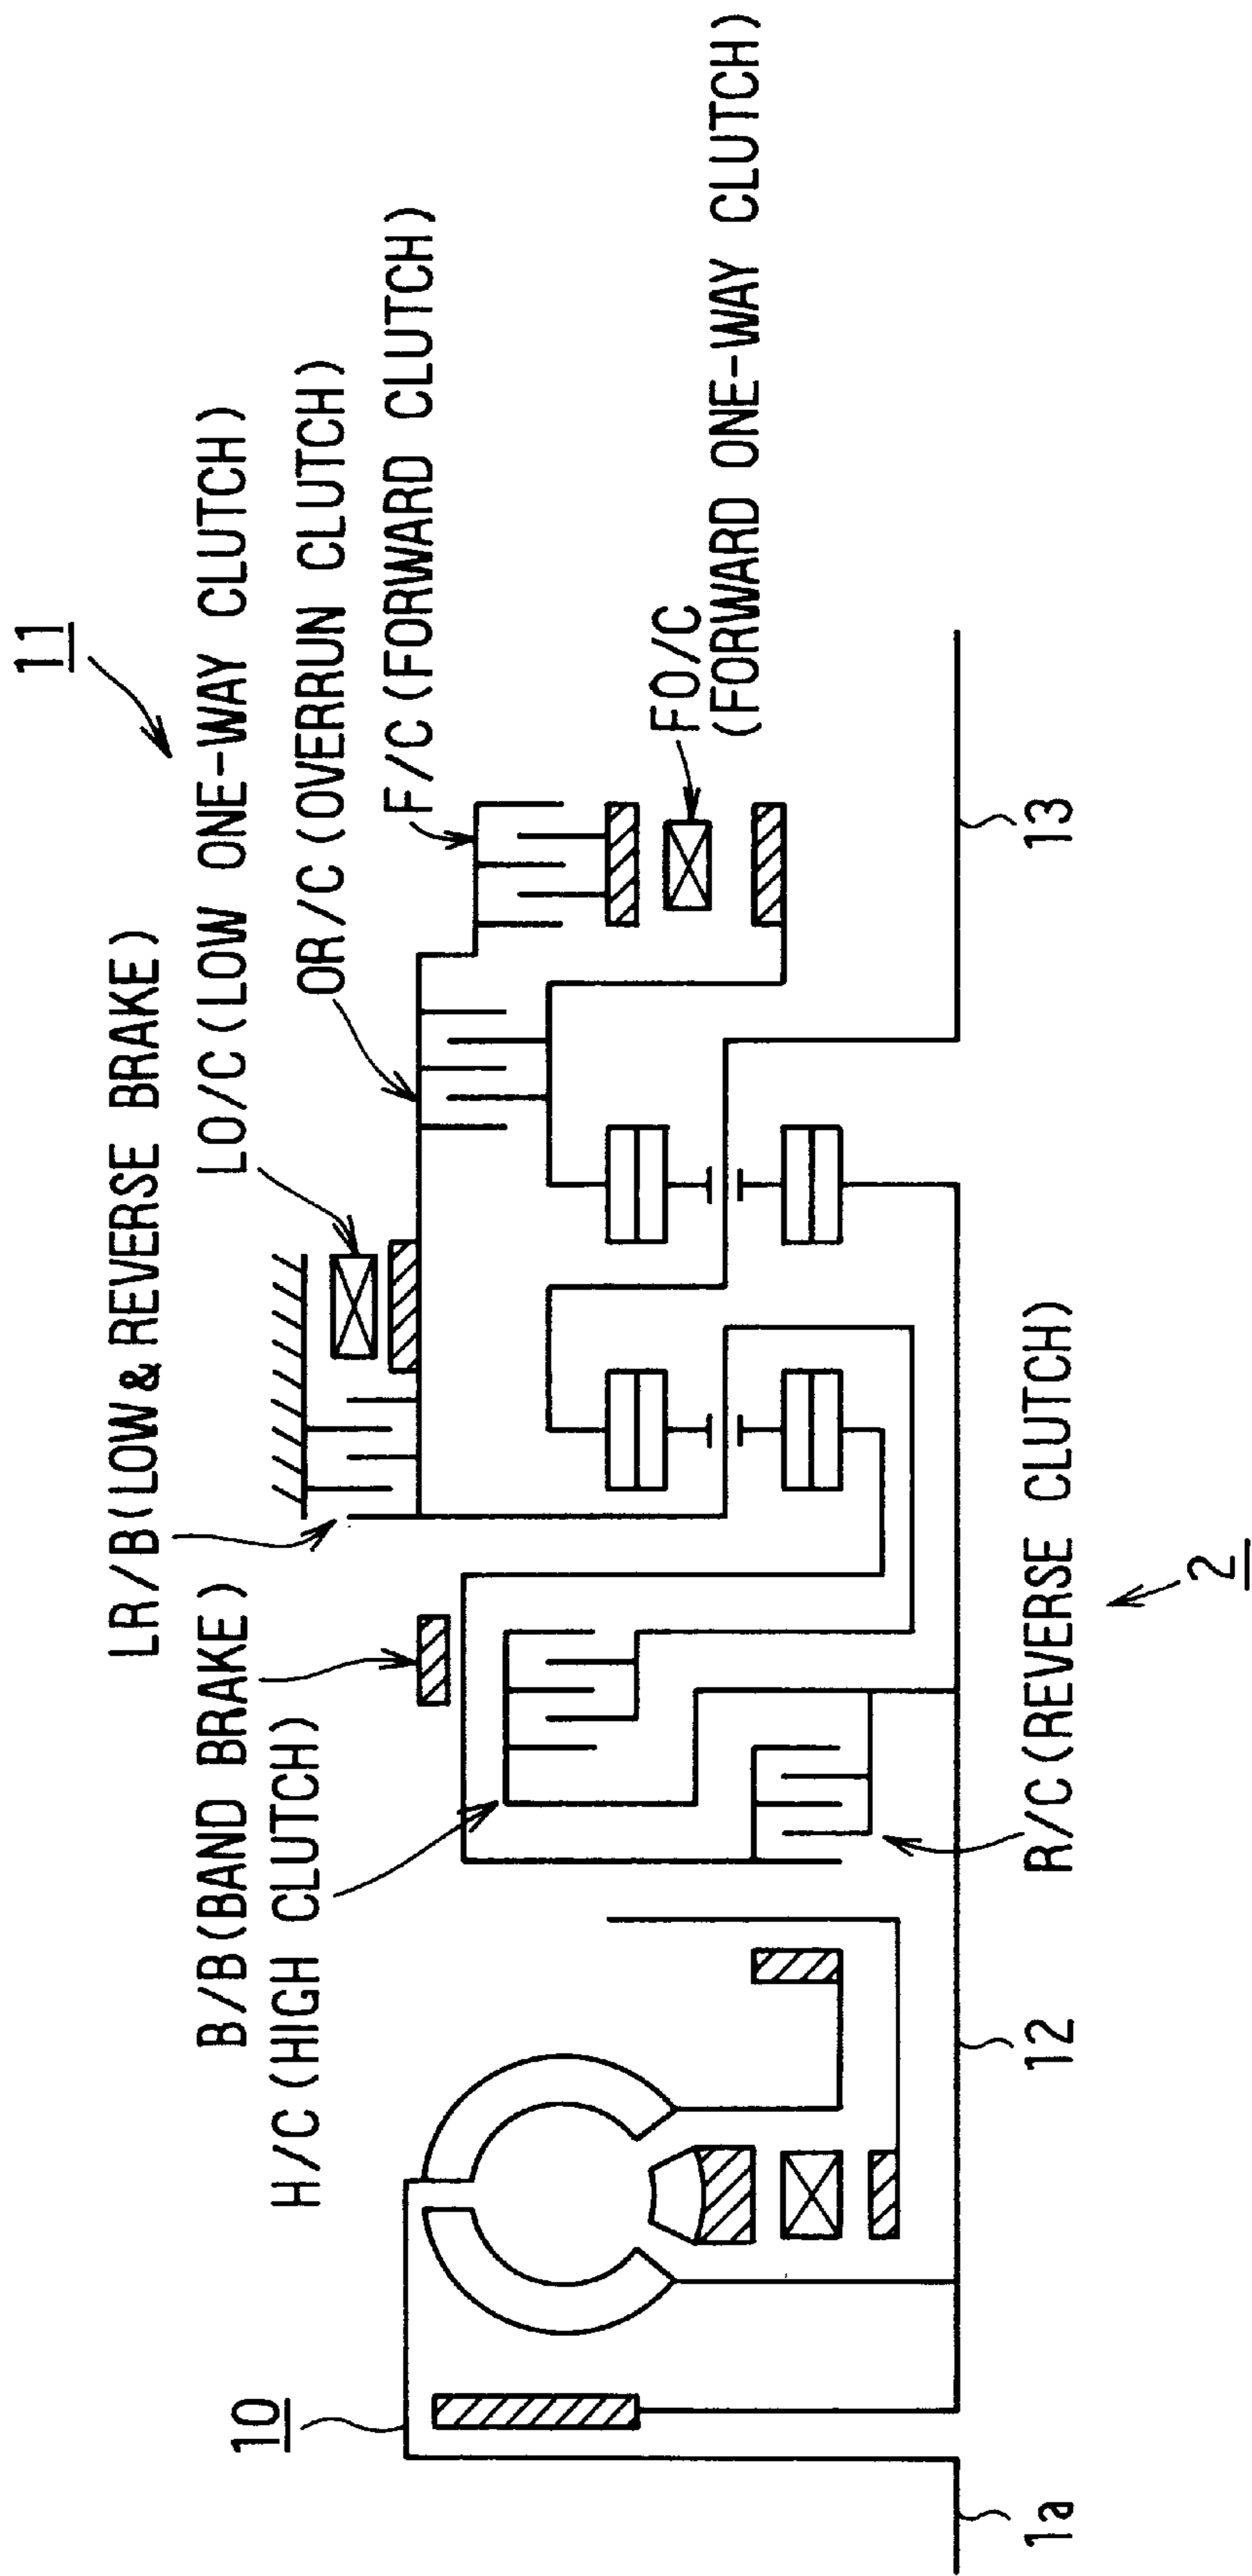 11
LR/B(LOW&REVERSE BRAKE)
LO/C(LOW ONE-WAY CLUTCH)
OR/C(OVERRUN CLUTCH)
F/C(FORWARD CLUTCH)
B/B(BAND BRAKE)
H/C(HIGH CLUTCH)
FO/C
(FORWARD ONE-WAY CLUTCH)
10
1a
12
R/C(REVERSE CLUTCH)
13
2